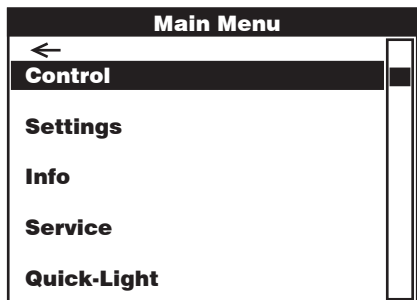 Main Menu
Control
Settings
Info
Service
Quick-Light